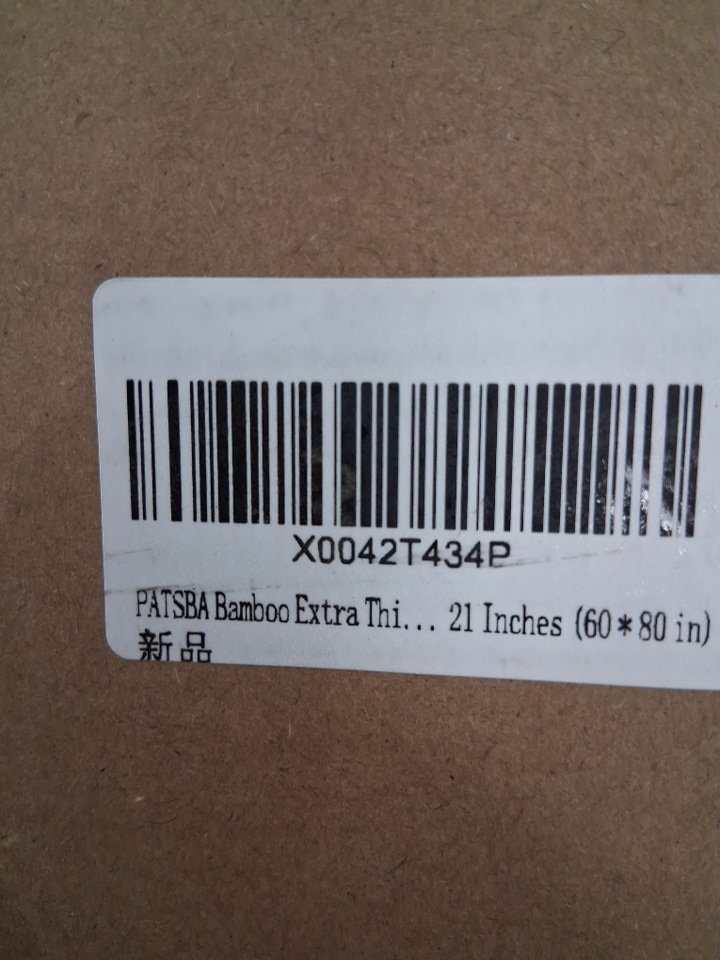 X0042T434P
PATSBA Bamboo Extra Thi... 21 Inches (60*80 in)
新品